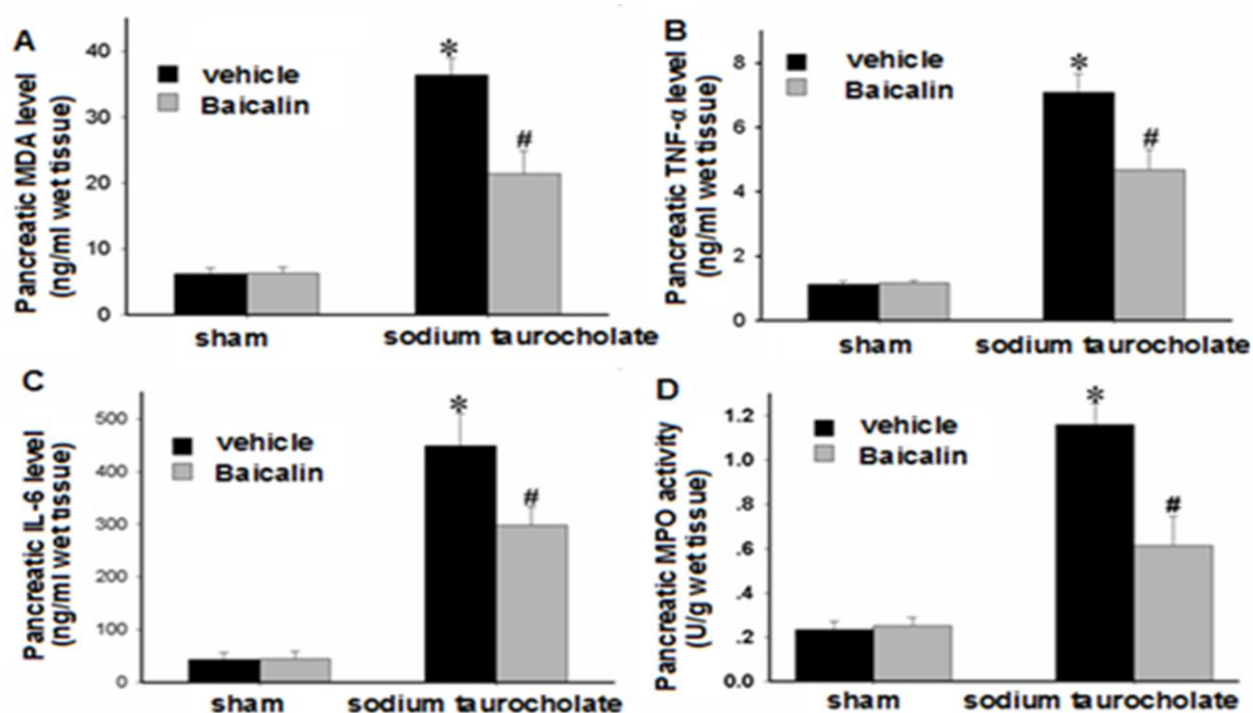 A
Pancreatic MDA level
(ng/ml wet tissue)
40
30
20
10
0
vehicle
Baicalin
*
#
sham
sodium taurocholate
B
Pancreatic TNF-α level
(ng/ml wet tissue)
8
6
4
2
0
vehicle
Baicalin
*
#
sham
sodium taurocholate
C
Pancreatic IL-6 level
(ng/ml wet tissue)
500
400
300
200
100
0
vehicle
Baicalin
*
#
sham
sodium taurocholate
D
Pancreatic MPO activity
(U/g wet tissue)
1.2
1.0
.8
.6
.4
.2
0.0
vehicle
Baicalin
*
#
sham
sodium taurocholate